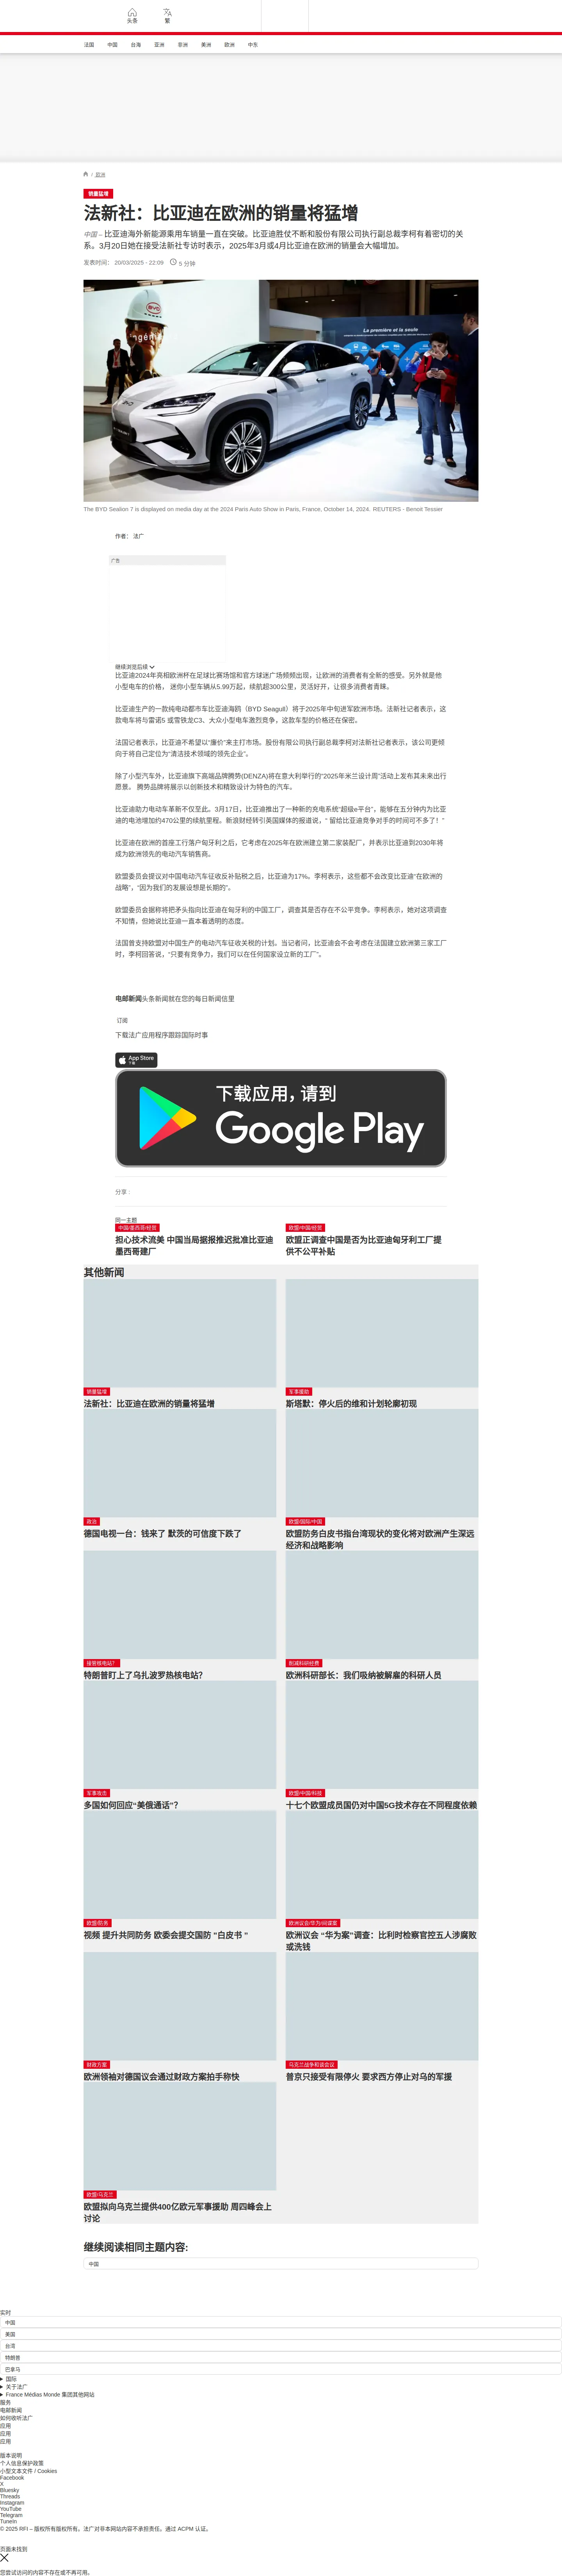 头条
繁
法国
中国
台海
亚洲
非洲
美洲
欧洲
中东
/ 欧洲
销量猛增
法新社：比亚迪在欧洲的销量将猛增
中国 – 比亚迪海外新能源乘用车销量一直在突破。比亚迪胜仗不断和股份有限公司执行副总裁李柯有着密切的关
系。3月20日她在接受法新社专访时表示，2025年3月或4月比亚迪在欧洲的销量会大幅增加。
发表时间： 20/03/2025 - 22:09
5 分钟
BYD
La première et la seule
The BYD Sealion 7 is displayed on media day at the 2024 Paris Auto Show in Paris, France, October 14, 2024. REUTERS - Benoit Tessier
作者： 法广
广告
继续浏览后续
比亚迪2024年亮相欧洲杯在足球比赛场馆和官方球迷广场频频出现，让欧洲的消费者有全新的感受。另外就是他
小型电车的价格， 迷你小型车辆从5.99万起，续航超300公里，灵活好开，让很多消费者青睐。
比亚迪生产的一款纯电动都市车比亚迪海鸥（BYD Seagull）将于2025年中旬进军欧洲市场。法新社记者表示，这
款电车将与雷诺5 或雪铁龙C3、大众小型电车激烈竞争，这款车型的价格还在保密。
法国记者表示，比亚迪不希望以“廉价”来主打市场。股份有限公司执行副总裁李柯对法新社记者表示，该公司更倾
向于将自己定位为“清洁技术领域的领先企业”。
除了小型汽车外，比亚迪旗下高端品牌腾势(DENZA)将在意大利举行的“2025年米兰设计周”活动上发布其未来出行
愿景。 腾势品牌将展示以创新技术和精致设计为特色的汽车。
比亚迪助力电动车革新不仅至此。3月17日，比亚迪推出了一种新的充电系统“超级e平台”，能够在五分钟内为比亚
迪的电池增加约470公里的续航里程。新浪财经转引英国媒体的报道说，“ 留给比亚迪竞争对手的时间可不多了！”
比亚迪在欧洲的首座工行落户匈牙利之后，它考虑在2025年在欧洲建立第二家装配厂，并表示比亚迪到2030年将
成为欧洲领先的电动汽车销售商。
欧盟委员会提议对中国电动汽车征收反补贴税之后，比亚迪为17%。李柯表示，这些都不会改变比亚迪“在欧洲的
战略”，“因为我们的发展设想是长期的”。
欧盟委员会据称将把矛头指向比亚迪在匈牙利的中国工厂，调查其是否存在不公平竞争。李柯表示，她对这项调查
不知情，但她说比亚迪一直本着透明的态度。
法国首支持欧盟对中国生产的电动汽车征收关税的计划。当记者问，比亚迪会不会考虑在法国建立欧洲第三家工厂
时，李柯回答说，“只要有竞争力，我们可以在任何国家设立新的工厂”。
电邮新闻头条新闻就在您的每日新闻信里
订阅
下载法广应用程序跟踪国际时事
App Store
下载
下载应用，请到
Google Play
分享 :
同一主题
中国/墨西哥/经贸
担心技术流美 中国当局据报推迟批准比亚迪
墨西哥建厂
欧盟/中国/经贸
欧盟正调查中国是否为比亚迪匈牙利工厂提
供不公平补贴
其他新闻
销量猛增
法新社：比亚迪在欧洲的销量将猛增
军事援助
斯塔默：停火后的维和计划轮廓初现
政治
德国电视一台：钱来了 默茨的可信度下跌了
欧盟/国际/中国
欧盟防务白皮书指台湾现状的变化将对欧洲产生深远
经济和战略影响
接管核电站?
特朗普盯上了乌扎波罗热核电站?
削减科研经费
欧洲科研部长：我们吸纳被解雇的科研人员
军事攻击
多国如何回应“美俄通话”?
欧盟/中国/科技
十七个欧盟成员国仍对中国5G技术存在不同程度依赖
欧盟/防务
视频 提升共同防务 欧委会提交国防 “白皮书 ”
欧洲议会/华为/间谍案
欧洲议会 “华为案”调查：比利时检察官控五人涉腐败
或洗钱
财政方案
欧洲领袖对德国议会通过财政方案拍手称快
乌克兰战争和谈会议
普京只接受有限停火 要求西方停止对乌的军援
欧盟/乌克兰
欧盟拟向乌克兰提供400亿欧元军事援助 周四峰会上
讨论
继续阅读相同主题内容:
中国
实时
中国
美国
台湾
特朗普
巴拿马
国际
关于法广
France Médias Monde 集团其他网站
服务
电邮新闻
如何收听法广
应用
应用
应用
版本说明
个人信息保护政策
小型文本文件 / Cookies
Facebook
X
Bluesky
Threads
Instagram
YouTube
Telegram
TuneIn
© 2025 RFI – 版权所有版权所有。法广对非本网站内容不承担责任。通过 ACPM 认证。
页面未找到
您尝试访问的内容不存在或不再可用。